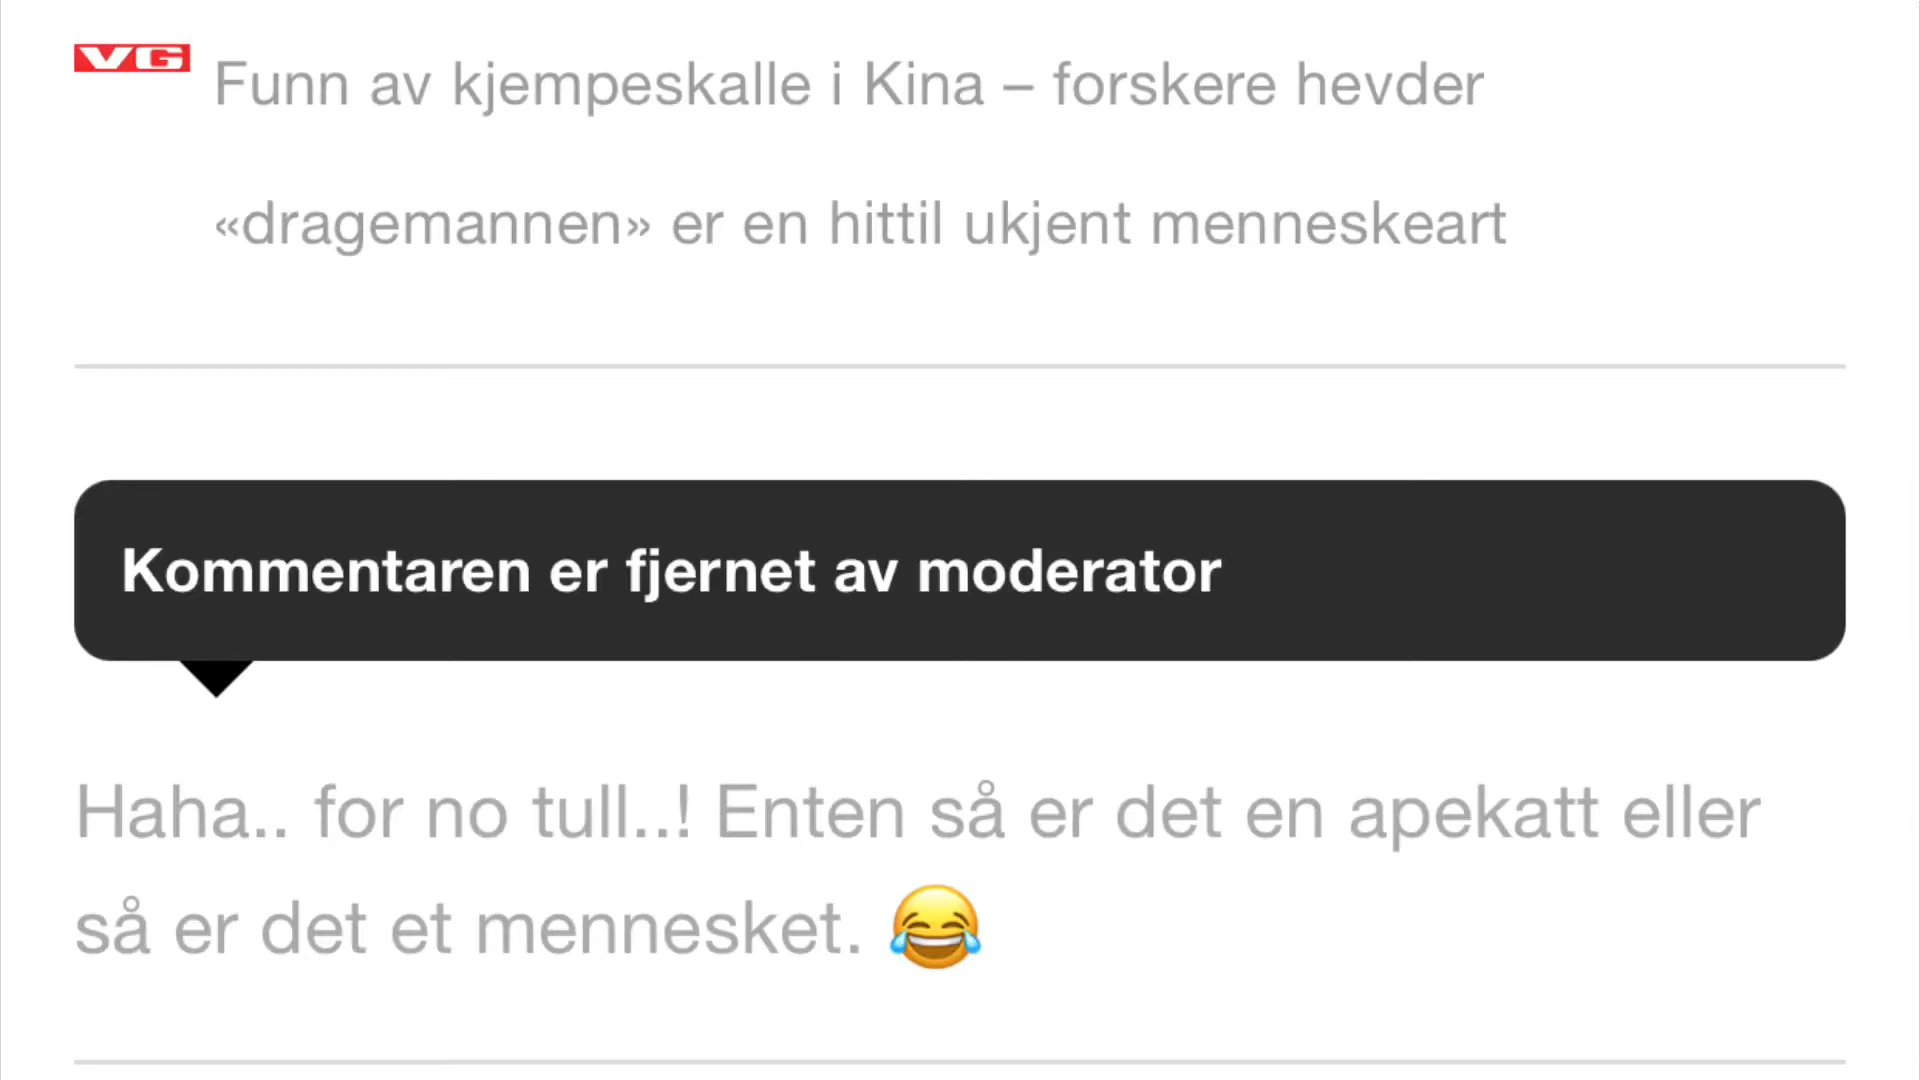 VG
Funn av kjempeskalle i Kina – forskere hevder
«dragemannen» er en hittil ukjent menneskeart
Kommentaren er fjernet av moderator
Haha.. for no tull..! Enten så er det en apekatt eller
så er det et mennesket. 😂